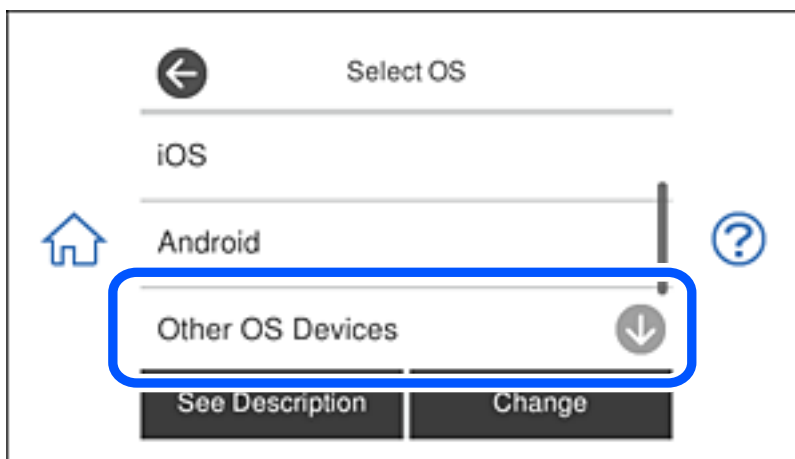 Select OS
iOS
Android
Other OS Devices
See Description Change